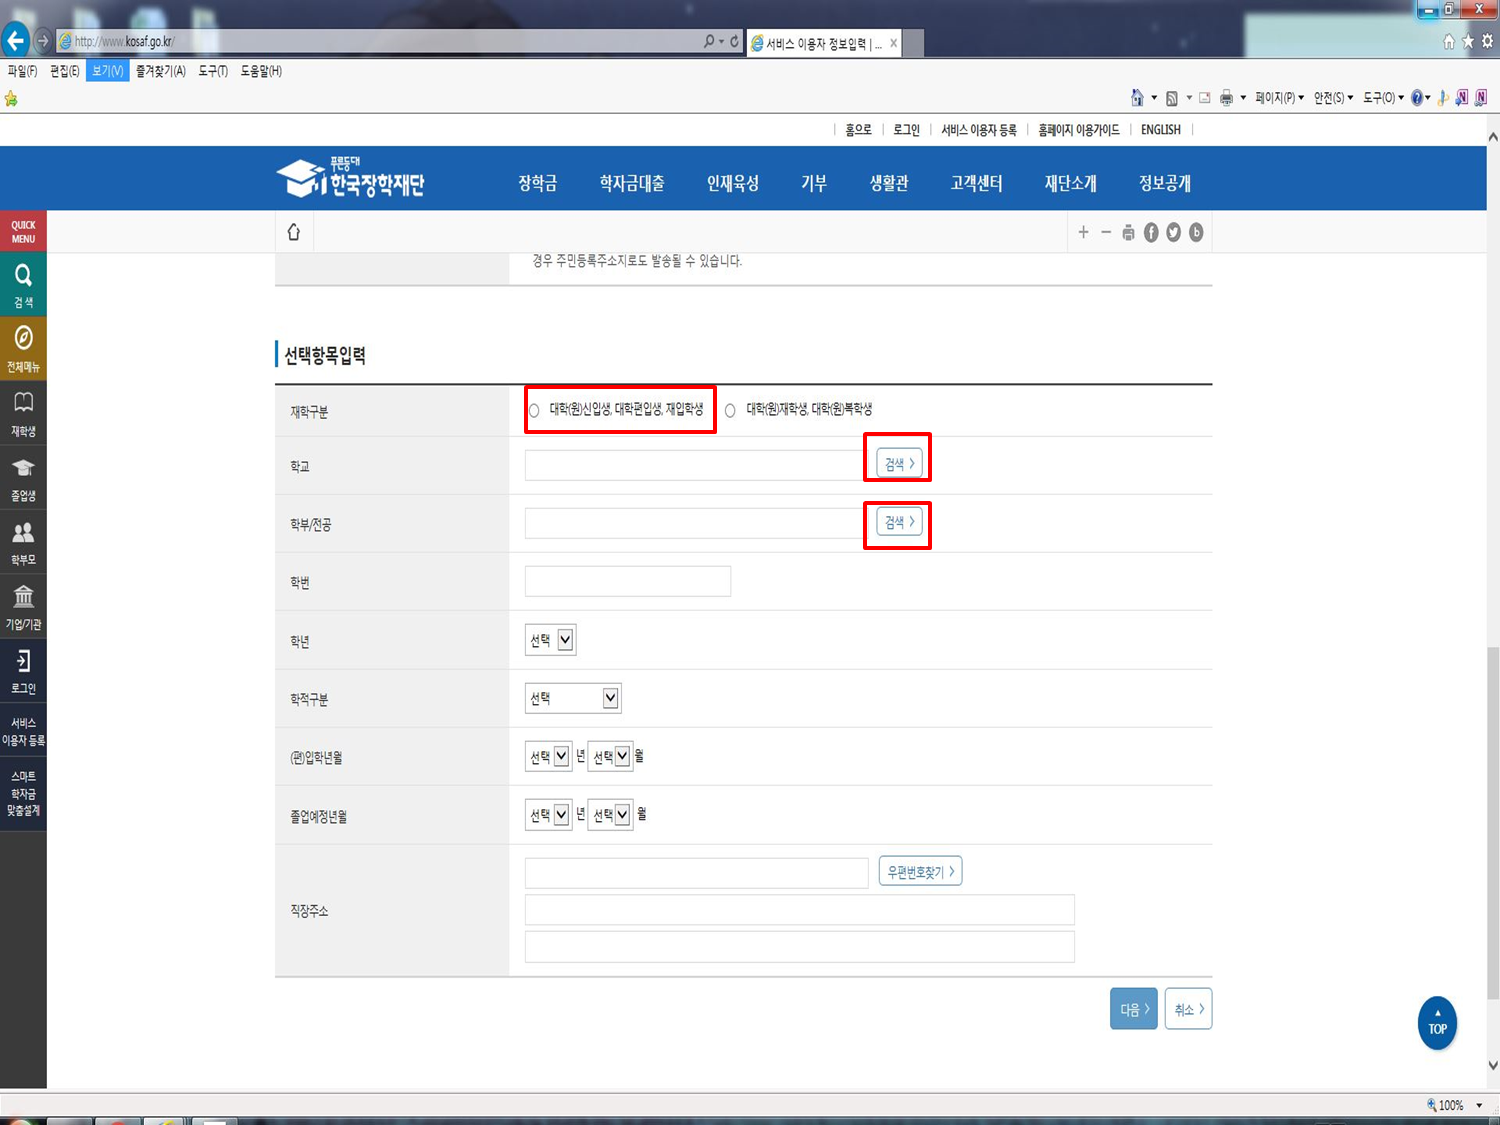 http://www.kosaf.go.kr/
서비스 이용자 정보입력 | ...
파일(F) 편집(E) 보기(V) 즐겨찾기(A) 도구(T) 도움말(H)
페이지(P) 안전(S) 도구(O)
홈으로 로그인 서비스 이용자 등록 홈페이지 이용가이드 ENGLISH
푸른등대
한국장학재단
장학금 학자금대출 인재육성 기부 생활관 고객센터 재단소개 정보공개
QUICK
MENU
검색
전체메뉴
재학생
졸업생
학부모
기업/기관
로그인
서비스
이용자 등록
스마트
학자금
맞춤설계
경우 주민등록주소지로도 발송될 수 있습니다.
선택항목입력
재학구분 대학(원)신입생, 대학편입생, 재입학생 대학(원)재학생, 대학(원)복학생
학교 검색 >
학부/전공 검색 >
학번
학년 선택
학적구분 선택
(편)입학년월 선택 년 선택 월
졸업예정년월 선택 년 선택 월
우편번호찾기 >
직장주소
다음 > 취소 >
TOP
100%